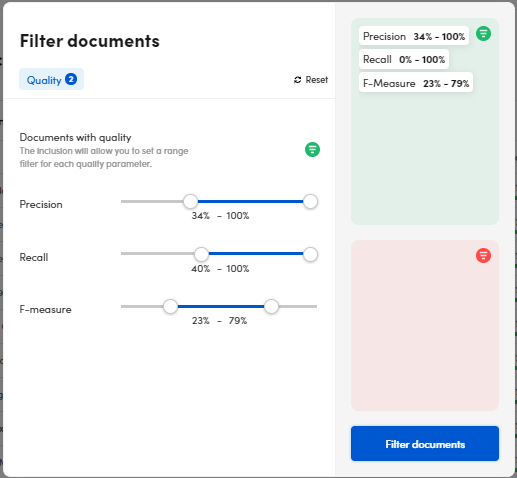 Filter documents
Quality 2
Reset
Documents with quality
The inclusion will allow you to set a range
filter for each quality parameter.
Precision
34% - 100%
Recall
40% - 100%
F-measure
23% - 79%
Precision 34% - 100%
Recall 0% - 100%
F-Measure 23% - 79%
Filter documents